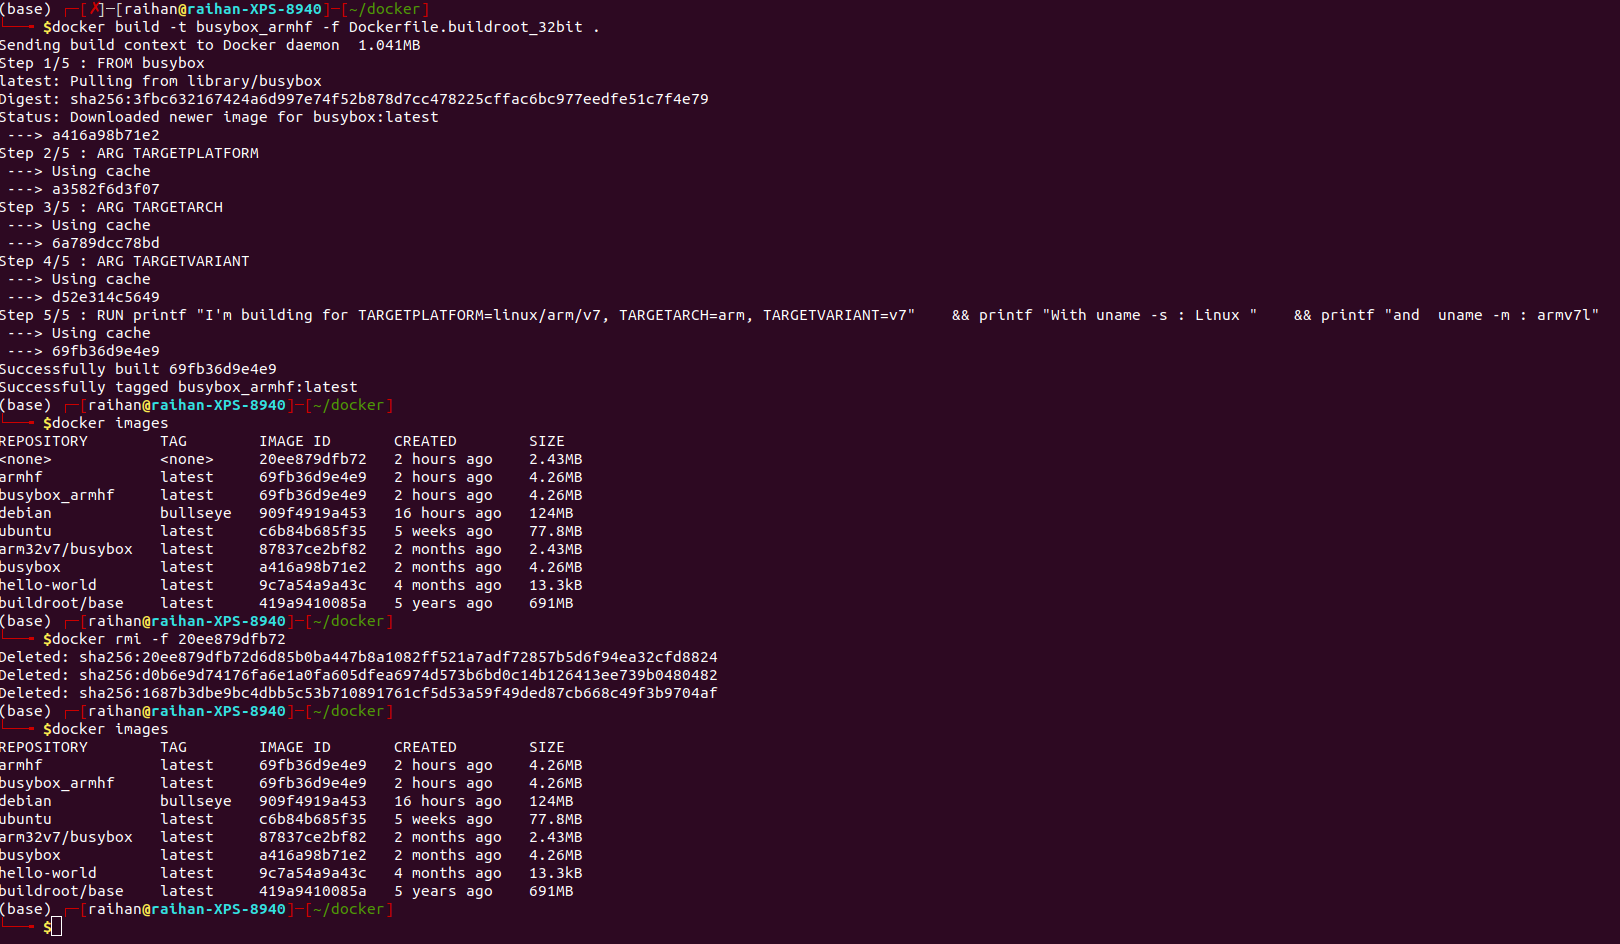 (base) ┌─[✗]─[raihan@raihan-XPS-8940]─[~/docker]
└──╼ $docker build -t busybox_armhf -f Dockerfile.buildroot_32bit .
Sending build context to Docker daemon  1.041MB
Step 1/5 : FROM busybox
latest: Pulling from library/busybox
Digest: sha256:3fbc632167424a6d997e74f52b878d7cc478225cffac6bc977eedfe51c7f4e79
Status: Downloaded newer image for busybox:latest
 ---> a416a98b71e2
Step 2/5 : ARG TARGETPLATFORM
 ---> Using cache
 ---> a3582f6d3f07
Step 3/5 : ARG TARGETARCH
 ---> Using cache
 ---> 6a789dcc78bd
Step 4/5 : ARG TARGETVARIANT
 ---> Using cache
 ---> d52e314c5649
Step 5/5 : RUN printf "I'm building for TARGETPLATFORM=linux/arm/v7, TARGETARCH=arm, TARGETVARIANT=v7"    && printf "With uname -s : Linux "    && printf "and  uname -m : armv7l"
 ---> Using cache
 ---> 69fb36d9e4e9
Successfully built 69fb36d9e4e9
Successfully tagged busybox_armhf:latest
(base) ┌─[raihan@raihan-XPS-8940]─[~/docker]
└──╼ $docker images
REPOSITORY        TAG        IMAGE ID       CREATED        SIZE
<none>            <none>     20ee879dfb72   2 hours ago    2.43MB
armhf             latest     69fb36d9e4e9   2 hours ago    4.26MB
busybox_armhf     latest     69fb36d9e4e9   2 hours ago    4.26MB
debian            bullseye   909f4919a453   16 hours ago   124MB
ubuntu            latest     c6b84b685f35   5 weeks ago    77.8MB
arm32v7/busybox   latest     87837ce2bf82   2 months ago   2.43MB
busybox           latest     a416a98b71e2   2 months ago   4.26MB
hello-world       latest     9c7a54a9a43c   4 months ago   13.3kB
buildroot/base    latest     419a9410085a   5 years ago    691MB
(base) ┌─[raihan@raihan-XPS-8940]─[~/docker]
└──╼ $docker rmi -f 20ee879dfb72
Deleted: sha256:20ee879dfb72d6d85b0ba447b8a1082ff521a7adf72857b5d6f94ea32cfd8824
Deleted: sha256:d0b6e9d74176fa6e1a0fa605dfea6974d573b6bd0c14b126413ee739b0480482
Deleted: sha256:1687b3dbe9bc4dbb5c53b710891761cf5d53a59f49ded87cb668c49f3b9704af
(base) ┌─[raihan@raihan-XPS-8940]─[~/docker]
└──╼ $docker images
REPOSITORY        TAG        IMAGE ID       CREATED        SIZE
armhf             latest     69fb36d9e4e9   2 hours ago    4.26MB
busybox_armhf     latest     69fb36d9e4e9   2 hours ago    4.26MB
debian            bullseye   909f4919a453   16 hours ago   124MB
ubuntu            latest     c6b84b685f35   5 weeks ago    77.8MB
arm32v7/busybox   latest     87837ce2bf82   2 months ago   2.43MB
busybox           latest     a416a98b71e2   2 months ago   4.26MB
hello-world       latest     9c7a54a9a43c   4 months ago   13.3kB
buildroot/base    latest     419a9410085a   5 years ago    691MB
(base) ┌─[raihan@raihan-XPS-8940]─[~/docker]
└──╼ $